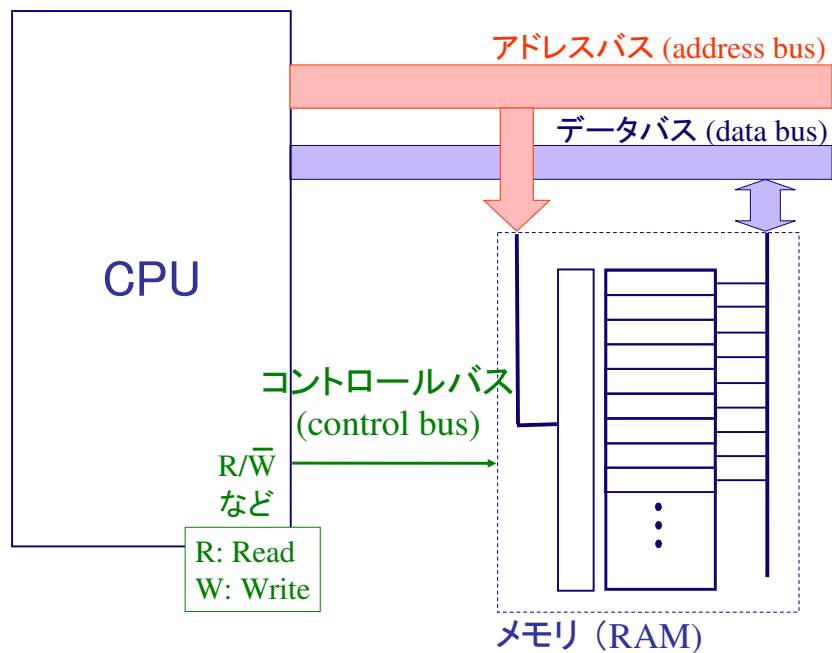 アドレスバス (address bus)
データバス (data bus)
CPU
コントロールバス
(control bus)
R/W̅
など
R: Read
W: Write
メモリ（RAM）